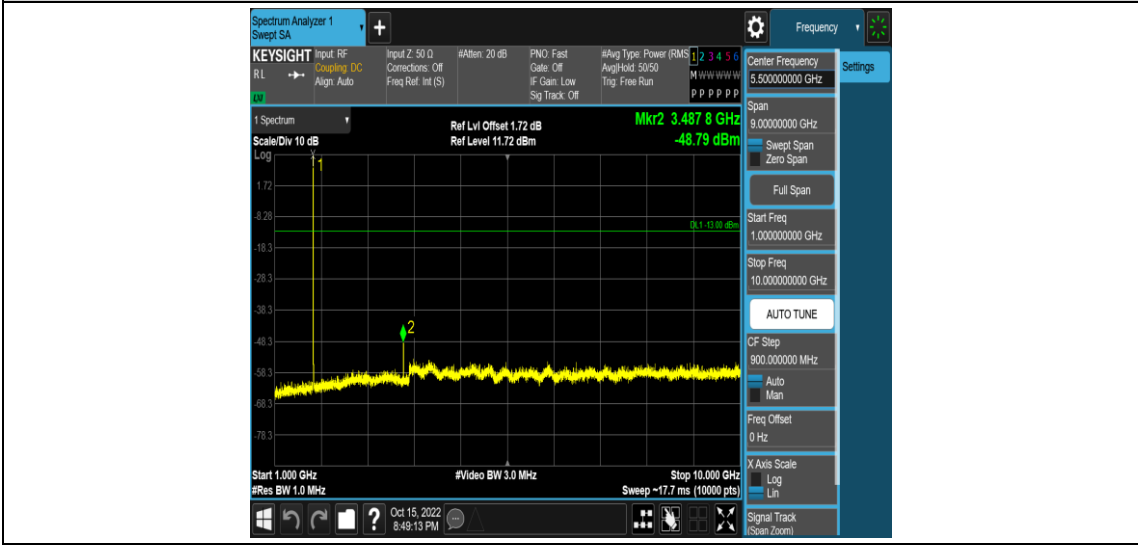 Spectrum Analyzer 1
Swept SA
+
Frequency
KEYSIGHT
RL
LNI
Input: RF
Coupling: DC
Align: Auto
Input Z: 50 Ω
Corrections: Off
Freq Ref: Int (S)
#Atten: 20 dB
PNO: Fast
Gate: Off
IF Gain: Low
Sig Track: Off
#Avg Type: Power (RMS
Avg|Hold: 50/50
Trig: Free Run
1 2 3 4 5 6
M W W W W W
P P P P P P
1 Spectrum
Scale/Div 10 dB
Log
Ref Lvl Offset 1.72 dB
Ref Level 11.72 dBm
Mkr2 3.487 8 GHz
-48.79 dBm
1
1.72
-8.28
DL1 -13.00 dBm
-18.3
-28.3
-38.3
2
-48.3
-58.3
-68.3
-78.3
Start 1.000 GHz
#Res BW 1.0 MHz
#Video BW 3.0 MHz
Stop 10.000 GHz
Sweep ~17.7 ms (10000 pts)
Center Frequency
5.500000000 GHz
Settings
Span
9.00000000 GHz
Swept Span
Zero Span
Full Span
Start Freq
1.000000000 GHz
Stop Freq
10.000000000 GHz
AUTO TUNE
CF Step
900.000000 MHz
Auto
Man
Freq Offset
0 Hz
X Axis Scale
Log
Lin
Signal Track
(Span Zoom)
?
Oct 15, 2022
8:49:13 PM